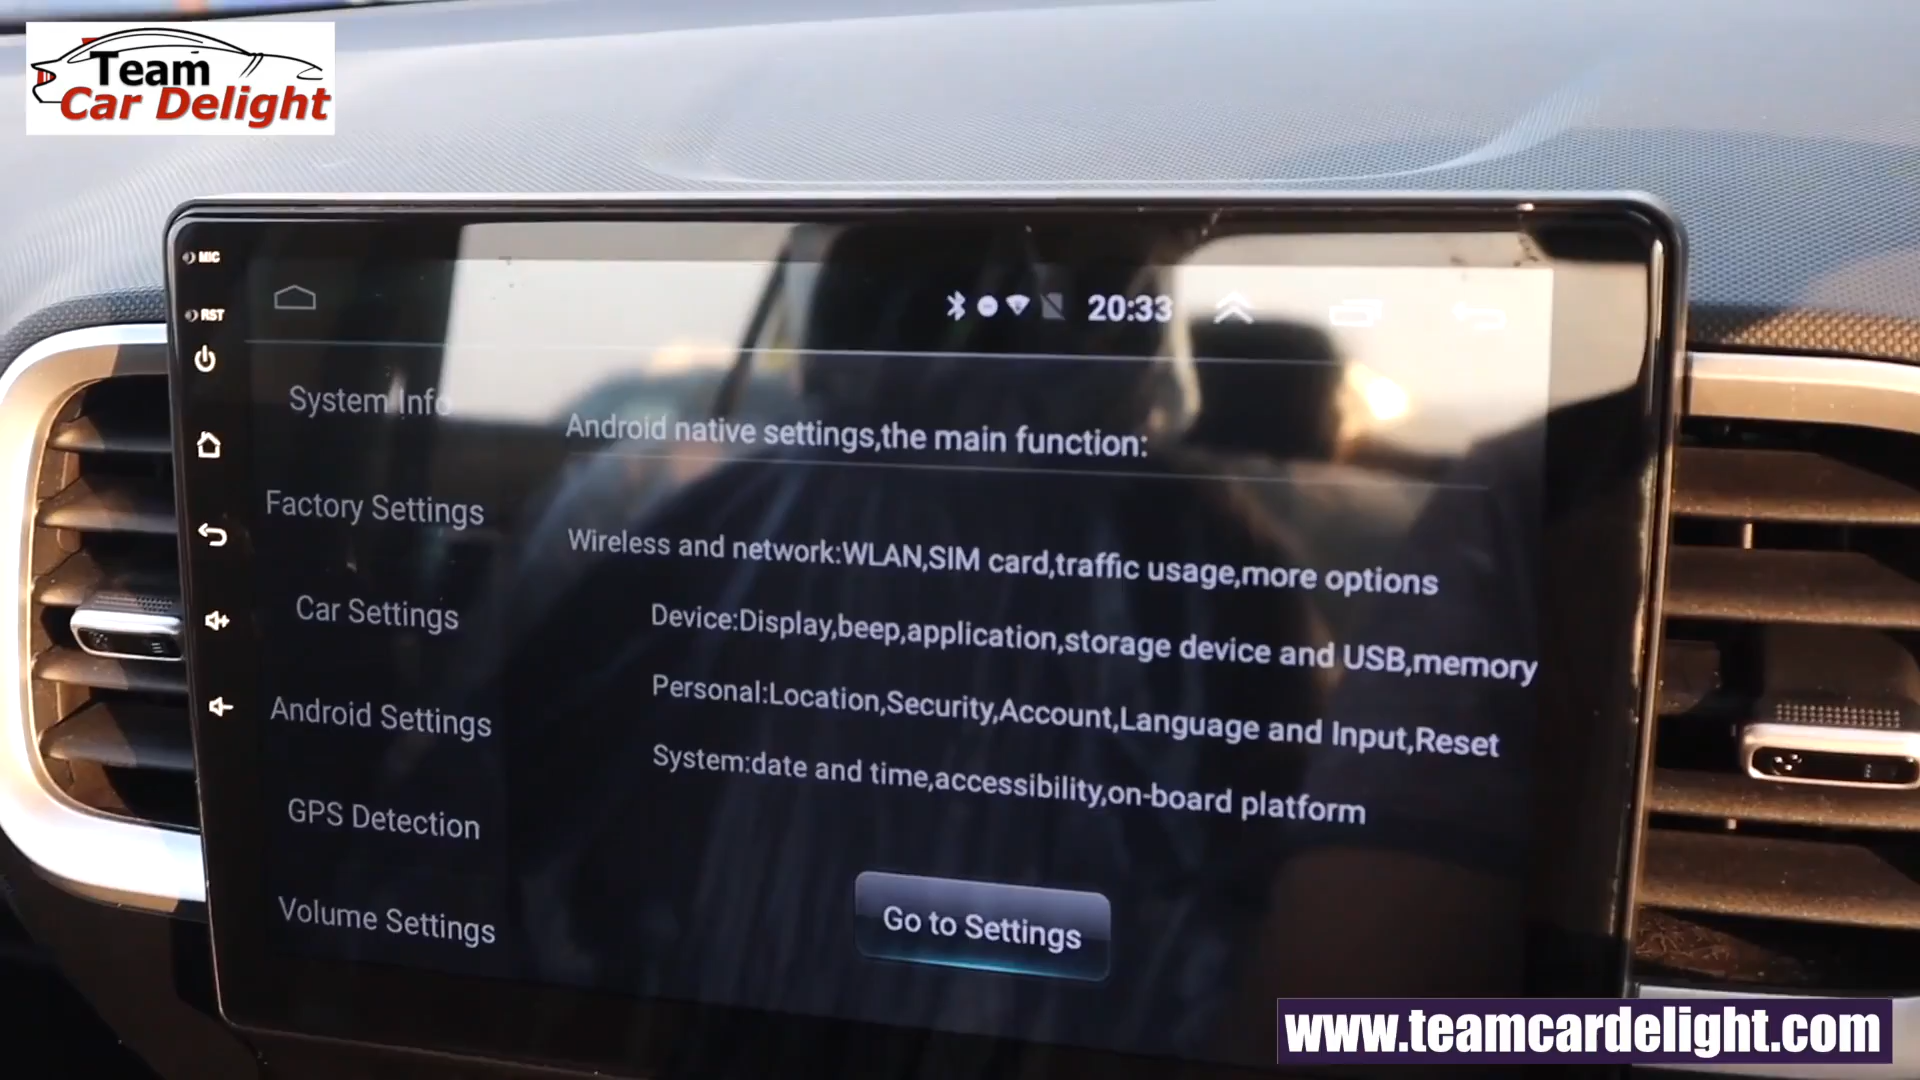 Team
Car Delight
MIC
RST
20:33
System Info
Factory Settings
Car Settings
Android Settings
GPS Detection
Volume Settings
Android native settings,the main function:
Wireless and network:WLAN,SIM card,traffic usage,more options
Device:Display,beep,application,storage device and USB,memory
Personal:Location,Security,Account,Language and Input,Reset
System:date and time,accessibility,on-board platform
Go to Settings
www.teamcardelight.com